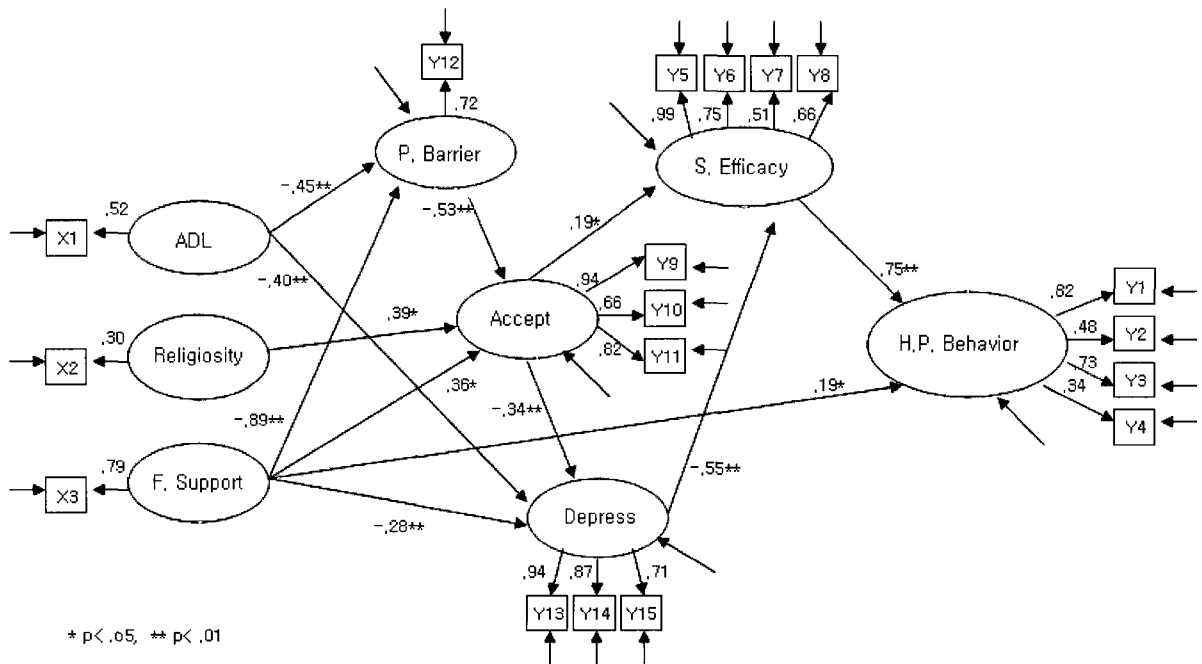 Y12
Y5 Y6 Y7 Y8
.72
.99 .75 .51 .66
P. Barrier
S. Efficacy
-.45**
-.53**
.19*
.52
X1
ADL
-.40**
.94
Y9
.75**
.66
Y10
.82
Y11
Accept
.39*
.30
X2
Religiosity
.82
Y1
.48
Y2
.73
Y3
.34
Y4
H.P. Behavior
.36*
-.34**
.19*
-.89**
.79
X3
F. Support
-.55**
-.28**
Depress
.94 .87 .71
Y13 Y14 Y15
* p< .o5, ** p< .01